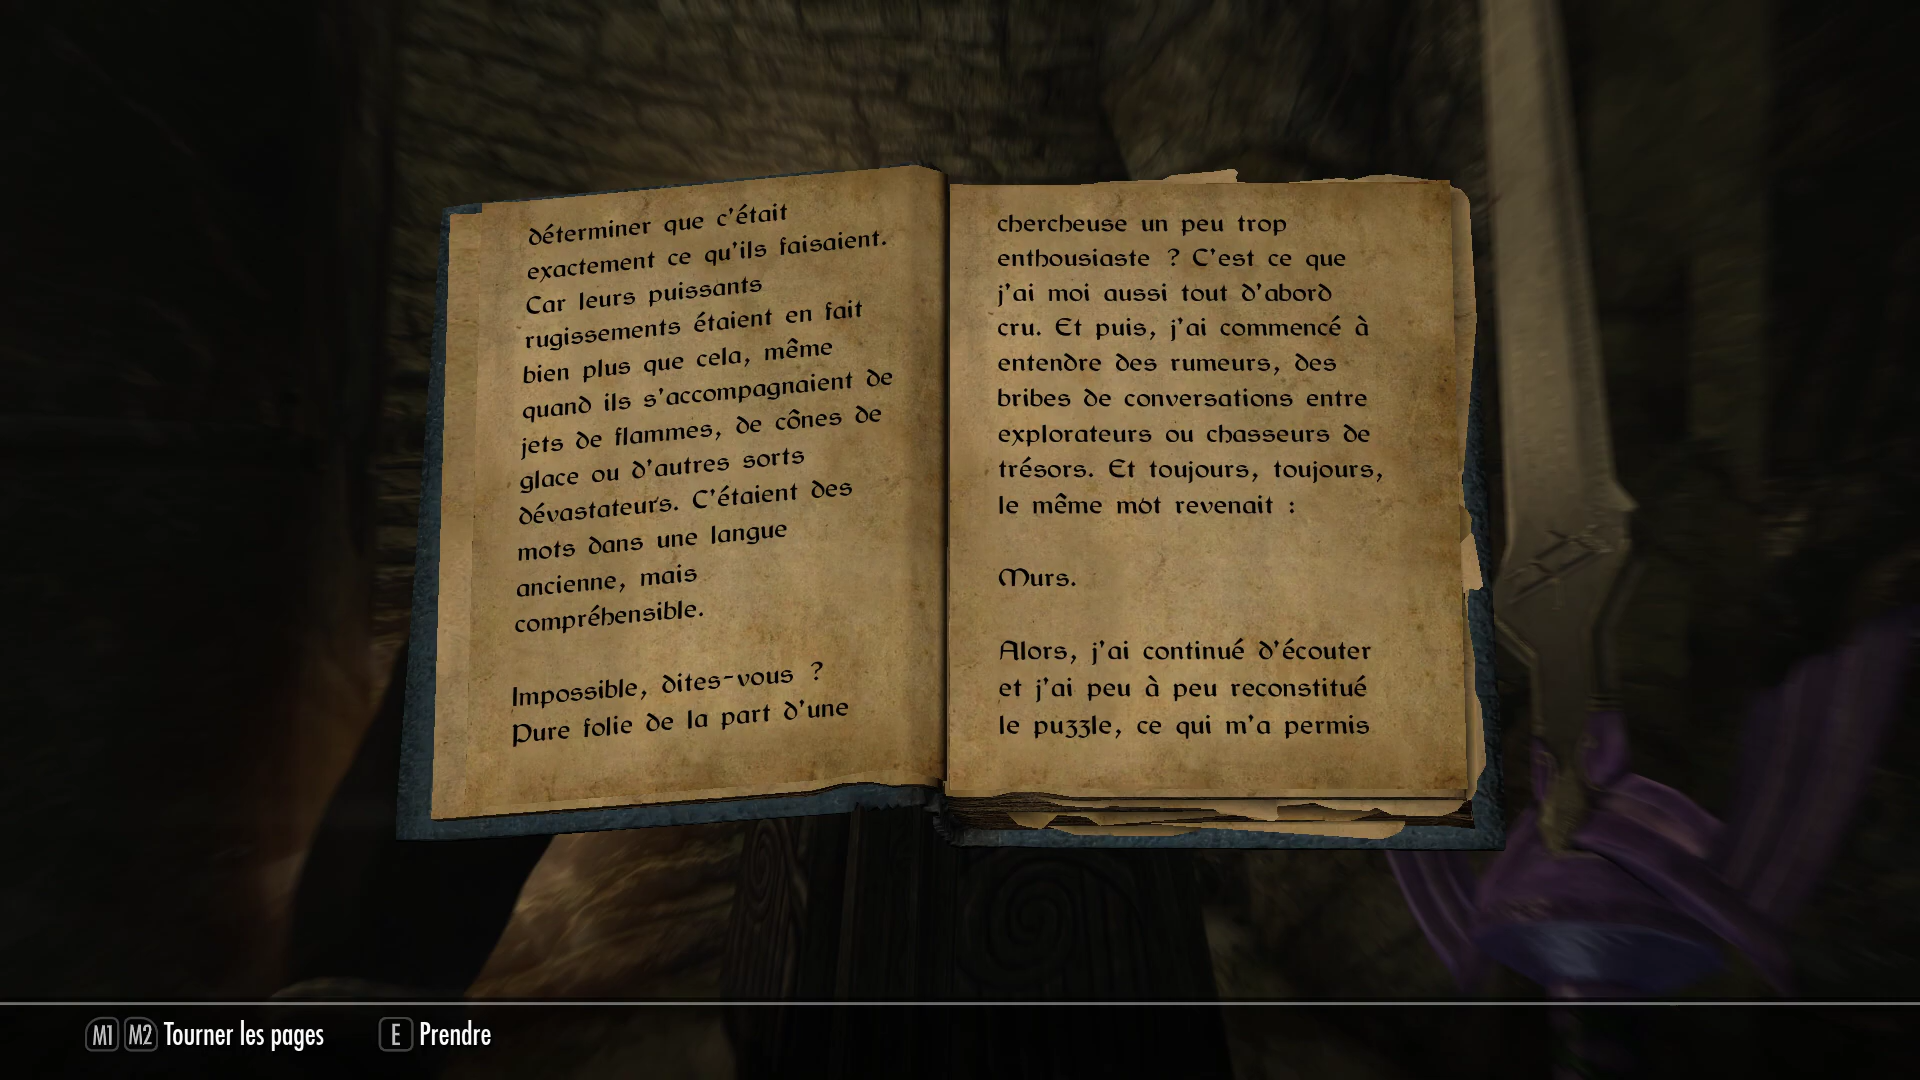 déterminer que c'était
exactement ce qu'ils faisaient.
Car leurs puissants
rugissements étaient en fait
bien plus que cela, même
quand ils s'accompagnaient de
jets de flammes, de cônes de
glace ou d'autres sorts
dévastateurs. C'étaient des
mots dans une langue
ancienne, mais
compréhensible.
Impossible, dites-vous ?
Pure folie de la part d'une
chercheuse un peu trop
enthousiaste ? C'est ce que
j'ai moi aussi tout d'abord
cru. Et puis, j'ai commencé à
entendre des rumeurs, des
bribes de conversations entre
explorateurs ou chasseurs de
trésors. Et toujours, toujours,
le même mot revenait :
Murs.
Alors, j'ai continué d'écouter
et j'ai peu à peu reconstitué
le puzzle, ce qui m'a permis
M1 M2 Tourner les pages E Prendre